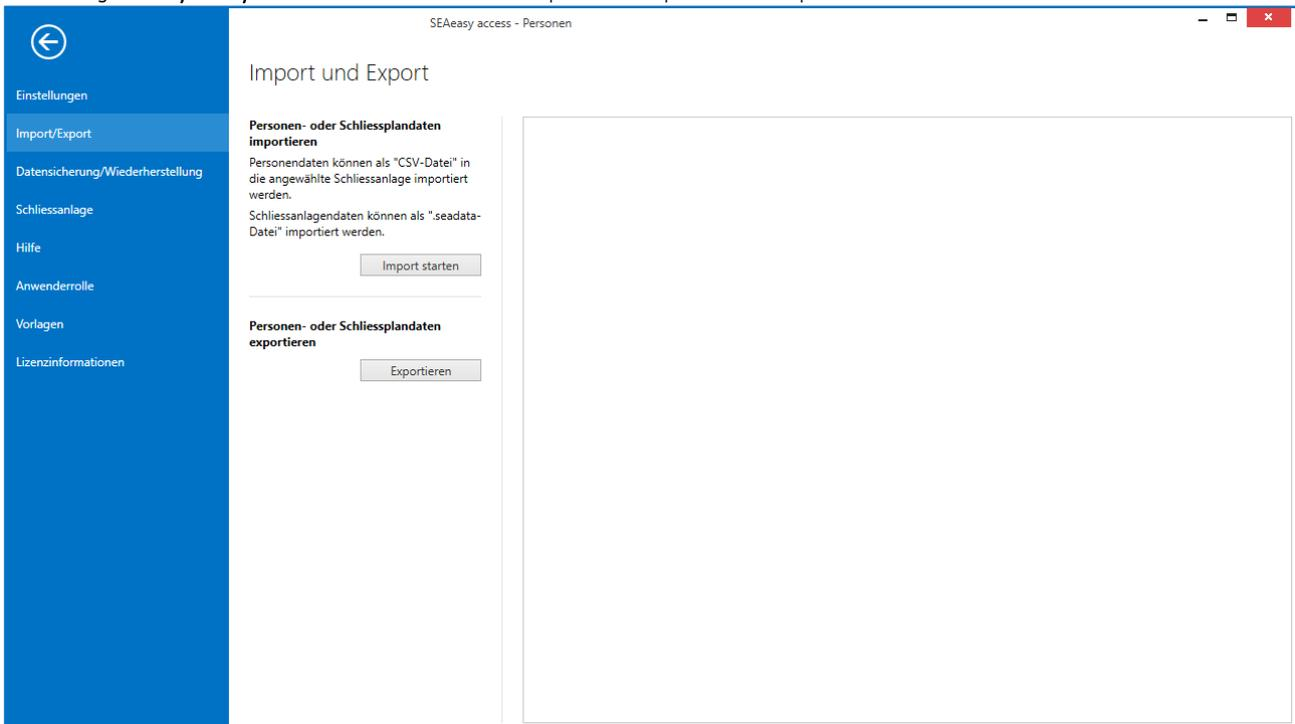 SEAeasy access - Personen
Einstellungen
Import/Export
Datensicherung/Wiederherstellung
Schliessanlage
Hilfe
Anwenderrolle
Vorlagen
Lizenzinformationen
Import und Export
Personen- oder Schliessplandaten
importieren
Personendaten können als "CSV-Datei" in
die angewählte Schliessanlage importiert
werden.
Schliessanlagendaten können als ".seadata-
Datei" importiert werden.
Import starten
Personen- oder Schliessplandaten
exportieren
Exportieren